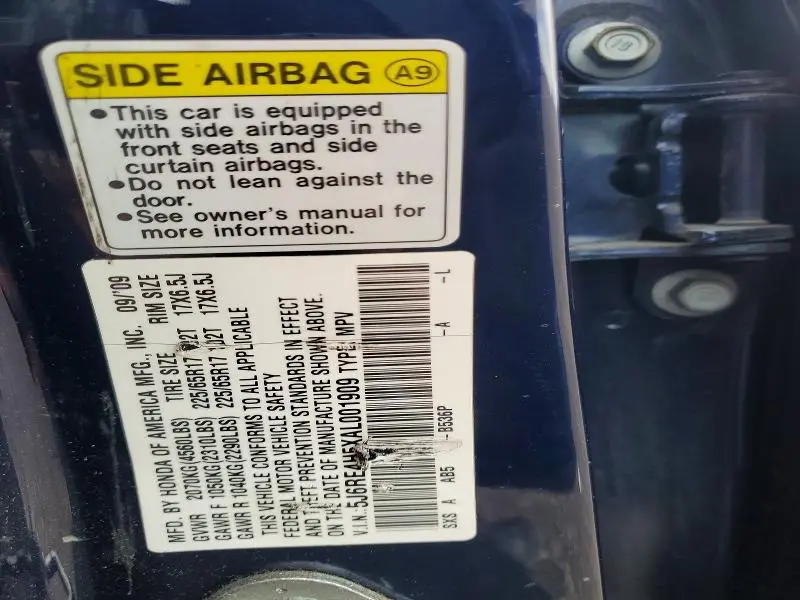 SIDE AIRBAG A9
•This car is equipped
with side airbags in the
front seats and side
curtain airbags.
•Do not lean against the
door.
•See owner's manual for
more information.
MFD. BY HONDA OF AMERICA MFG., INC. 09/'09
GVWR 2070KG(4560LBS) TIRE SIZE RIM SIZE
GAWR F 1050KG(2310LBS) 225/65R17 102T 17X6.5J
GAWR R 1040KG(2290LBS) 225/65R17 102T 17X6.5J
THIS VEHICLE CONFORMS TO ALL APPLICABLE
FEDERAL MOTOR VEHICLE SAFETY
AND THEFT PREVENTION STANDARDS IN EFFECT
ON THE DATE OF MANUFACTURE SHOWN ABOVE.
V.I.N.: 5J6RE4H5XAL001909 TYPE: MPV
SXS A AB5 -B536P -A -L